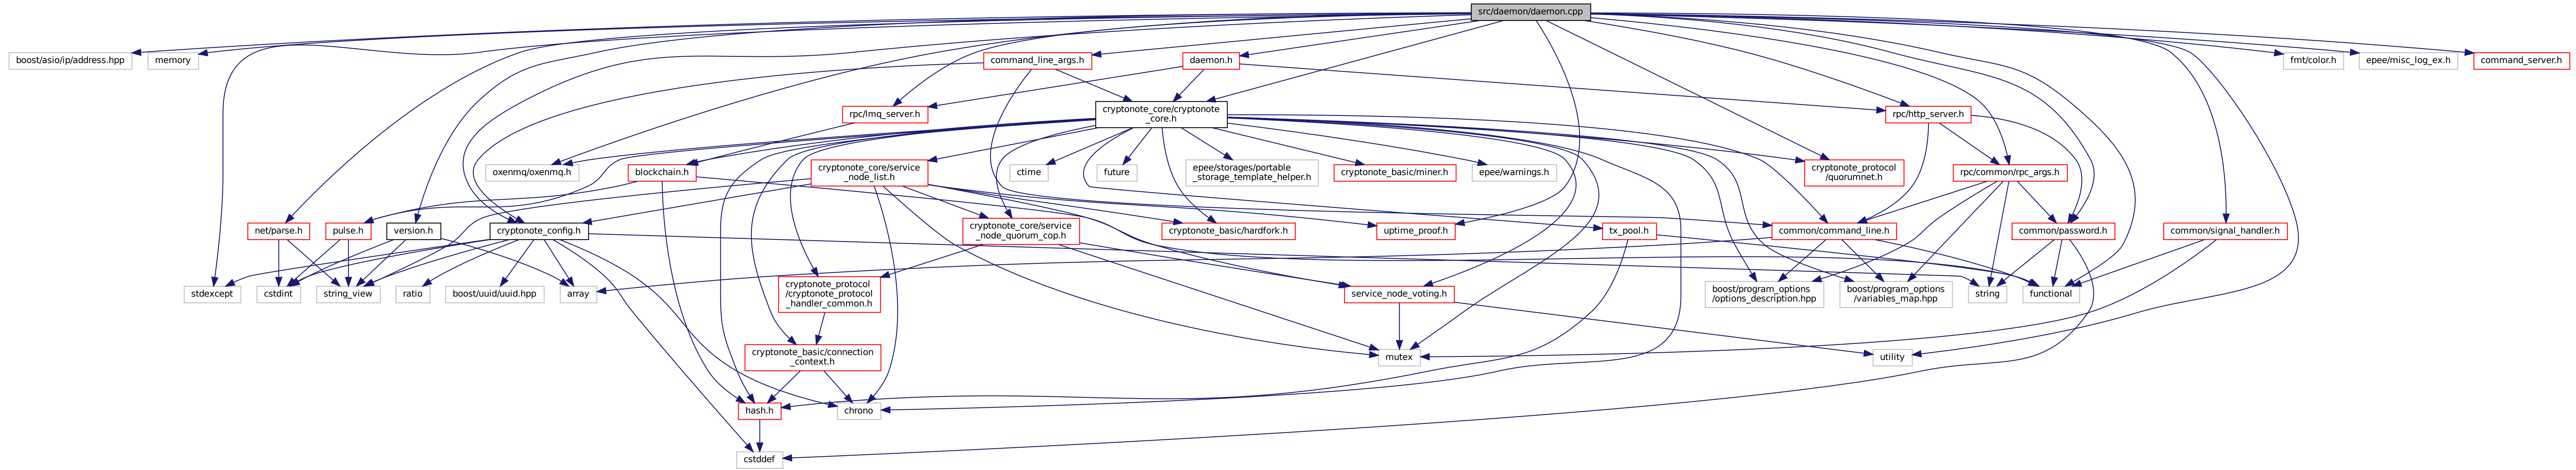 src/daemon/daemon.cpp
boost/asio/ip/address.hpp
memory
command_line_args.h
daemon.h
fmt/color.h
epee/misc_log_ex.h
command_server.h
rpc/lmq_server.h
cryptonote_core/cryptonote
_core.h
rpc/http_server.h
oxenmq/oxenmq.h
blockchain.h
cryptonote_core/service
_node_list.h
ctime
future
epee/storages/portable
_storage_template_helper.h
cryptonote_basic/miner.h
epee/warnings.h
cryptonote_protocol
/quorumnet.h
rpc/common/rpc_args.h
net/parse.h
pulse.h
version.h
cryptonote_config.h
cryptonote_core/service
_node_quorum_cop.h
cryptonote_basic/hardfork.h
uptime_proof.h
tx_pool.h
common/command_line.h
common/password.h
common/signal_handler.h
stdexcept
cstdint
string_view
ratio
boost/uuid/uuid.hpp
array
cryptonote_protocol
/cryptonote_protocol
_handler_common.h
service_node_voting.h
boost/program_options
/options_description.hpp
boost/program_options
/variables_map.hpp
string
functional
cryptonote_basic/connection
_context.h
mutex
utility
hash.h
chrono
cstddef